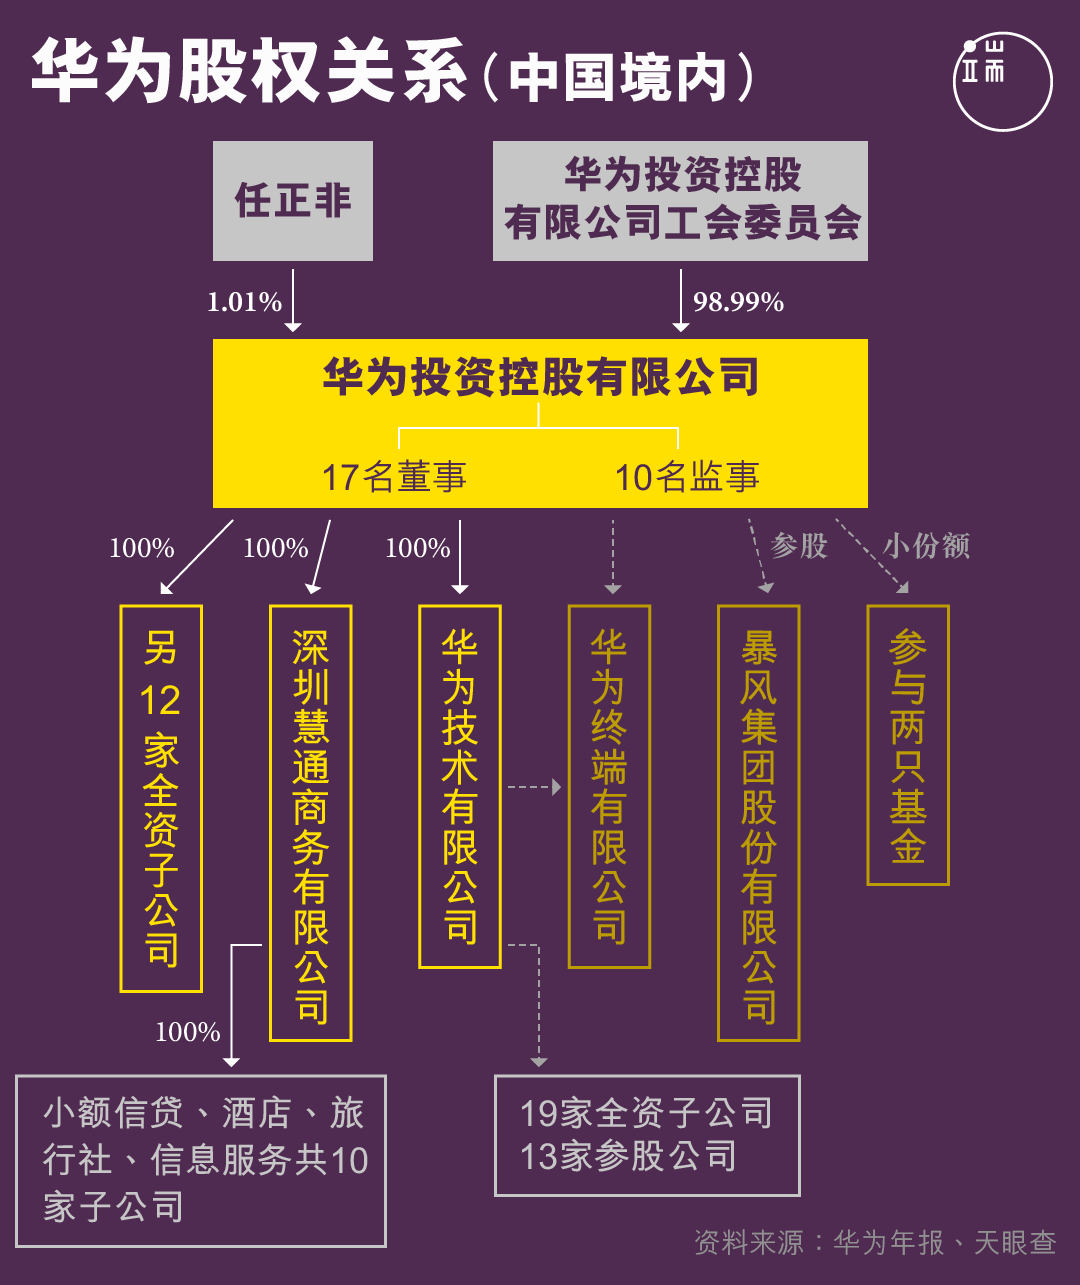 华为股权关系（中国境内）
端
任正非
华为投资控股
有限公司工会委员会
1.01%
98.99%
华为投资控股有限公司
17名董事
10名监事
100%
100%
100%
参股
小份额
另12家全资子公司
深圳慧通商务有限公司
华为技术有限公司
华为终端有限公司
暴风集团股份有限公司
参与两只基金
100%
小额信贷、酒店、旅
行社、信息服务共10
家子公司
19家全资子公司
13家参股公司
资料来源：华为年报、天眼查